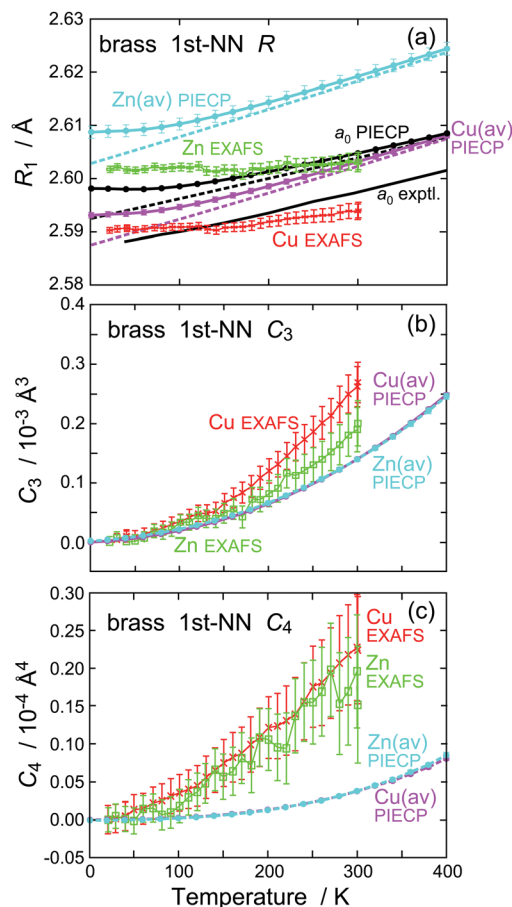 brass 1st-NN R
(a)
2.63
2.62
2.61
2.60
2.59
2.58
R1 / Å
Zn(av) PIECP
Zn EXAFS
a0 PIECP
Cu(av)
PIECP
a0 exptl.
Cu EXAFS
brass 1st-NN C3
(b)
0.4
0.3
0.2
0.1
0.0
C3 / 10-3 Å3
Cu EXAFS
Cu(av)
PIECP
Zn(av)
PIECP
Zn EXAFS
brass 1st-NN C4
(c)
0.30
0.25
0.20
0.15
0.10
0.05
0.00
-0.05
C4 / 10-4 Å4
Cu
EXAFS
Zn
EXAFS
Zn(av)
PIECP
Cu(av)
PIECP
0 100 200 300 400
Temperature / K